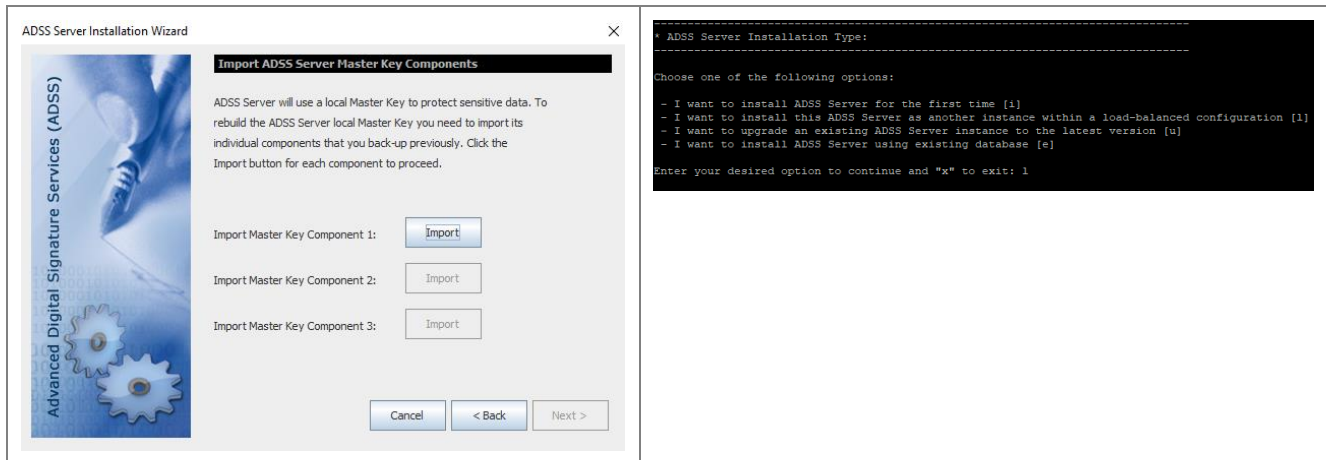 ADSS Server Installation Wizard
Advanced Digital Signature Services (ADSS)
Import ADSS Server Master Key Components
ADSS Server will use a local Master Key to protect sensitive data. To
rebuild the ADSS Server local Master Key you need to import its
individual components that you back-up previously. Click the
Import button for each component to proceed.
Import Master Key Component 1: Import
Import Master Key Component 2: Import
Import Master Key Component 3: Import
Cancel < Back Next >
--------------------------------------------------------------------------------
* ADSS Server Installation Type:
--------------------------------------------------------------------------------
Choose one of the following options:
- I want to install ADSS Server for the first time [i]
- I want to install this ADSS Server as another instance within a load-balanced configuration [l]
- I want to upgrade an existing ADSS Server instance to the latest version [u]
- I want to install ADSS Server using existing database [e]
Enter your desired option to continue and "x" to exit: l